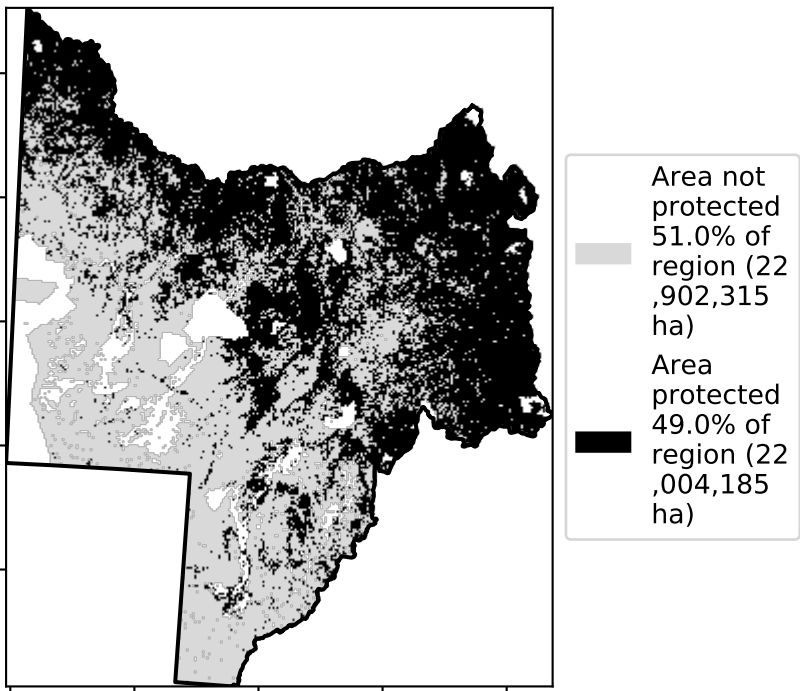 Area not
protected
51.0% of
region (22
,902,315
ha)
Area
protected
49.0% of
region (22
,004,185
ha)